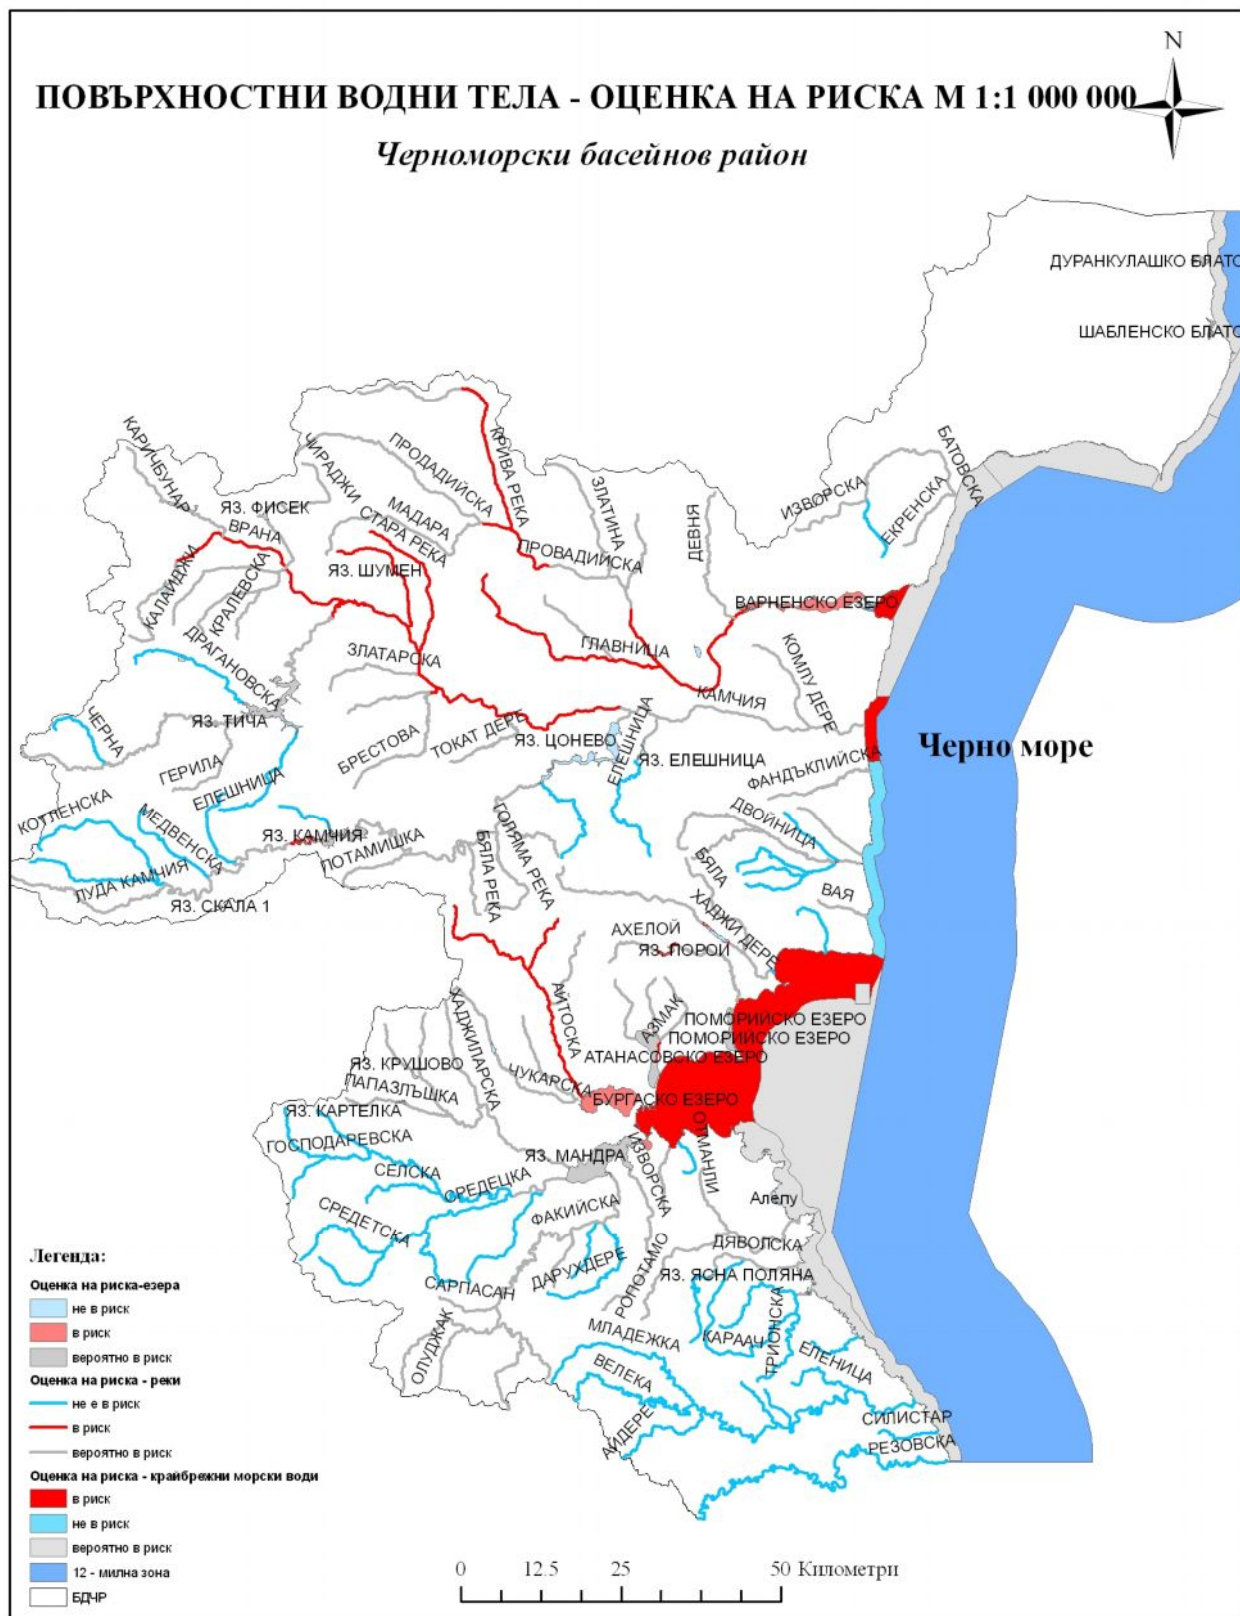 N
ПОВЪРХНОСТНИ ВОДНИ ТЕЛА - ОЦЕНКА НА РИСКА М 1:1 000 000
Черноморски басейнов район
ДУРАНКУЛАШКО БЛАТО
ШАБЛЕНСКО БЛАТО
КАРИЧБУНАР
ЧИРАДЖИ
ПРОДАДИЙСКА
КРИВА РЕКА
ЗЛАТИНА
ДЕВНЯ
ИЗВОРСКА
ЕКРЕНСКА
БАТОВСКА
ЯЗ. ФИСЕК
ВРАНА
МАДАРА
СТАРА РЕКА
ПРОВАДИЙСКА
КАЛАЙДЖИ
КРАЛЕВСКА
ЯЗ. ШУМЕН
ВАРНЕНСКО ЕЗЕРО
ДРАГАНОВСКА
ЗЛАТАРСКА
ГЛАВНИЦА
КОМЛУ ДЕРЕ
КАМЧИЯ
ЧЕРНА
ЯЗ. ТИЧА
БРЕСТОВА
ТОКАТ ДЕРЕ
ЯЗ. ЦОНЕВО
ЕЛЕШНИЦА
ЯЗ. ЕЛЕШНИЦА
Черно море
ГЕРИЛА
ЕЛЕШНИЦА
ФАНДЪКЛИЙСКА
КОТЛЕНСКА
МЕДВЕНСКА
ЯЗ. КАМЧИЯ
ПОТАМИШКА
ГОЛЯМА РЕКА
БЯЛА РЕКА
ДВОЙНИЦА
БЯЛА
ЛУДА КАМЧИЯ
ЯЗ. СКАЛА 1
ВАЯ
ХАДЖИ ДЕРЕ
АХЕЛОЙ
ЯЗ. ПОРОЙ
АЙТОСКА
АЗМАК
ХАДЖИЛАРСКА
ПОМОРИЙСКО ЕЗЕРО
ПОМОРИЙСКО ЕЗЕРО
АТАНАСОВСКО ЕЗЕРО
ЯЗ. КРУШОВО
ЧУКАРСКА
ПАПАЗЛЪШКА
БУРГАСКО ЕЗЕРО
ЯЗ. КАРТЕЛКА
ГОСПОДАРЕВСКА
ОТМАНЛИ
ИЗВОРСКА
ЯЗ. МАНДРА
СЕЛСКА
СРЕДЕЦКА
Алепу
СРЕДЕТСКА
ФАКИЙСКА
ДЯВОЛСКА
САРПАСАН
ДАРУХДЕРЕ
РОПОТАМО
ЯЗ. ЯСНА ПОЛЯНА
ОЛУДЖАК
МЛАДЕЖКА
КАРААЧ
ТРИОНСКА
ЕЛЕНИЦА
ВЕЛЕКА
АЙДЕРЕ
СИЛИСТАР
РЕЗОВСКА
Легенда:
Оценка на риска-езера
не в риск
в риск
вероятно в риск
Оценка на риска - реки
не е в риск
в риск
вероятно в риск
Оценка на риска - крайбрежни морски води
в риск
не в риск
вероятно в риск
12 - милна зона
БДЧР
0 12.5 25 50 Километри